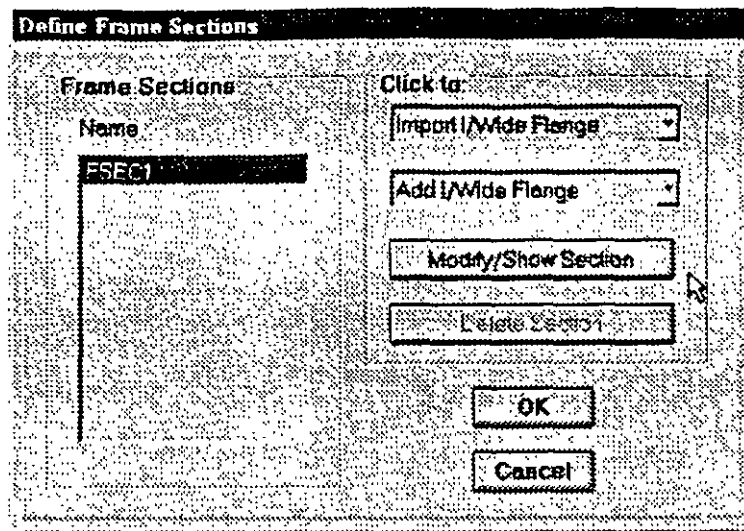 Define Frame Sections
Frame Sections
Name
FSEC1
Click to:
Import I/Wide Flange
Add I/Wide Flange
Modify/Show Section
Delete Section
OK
Cancel